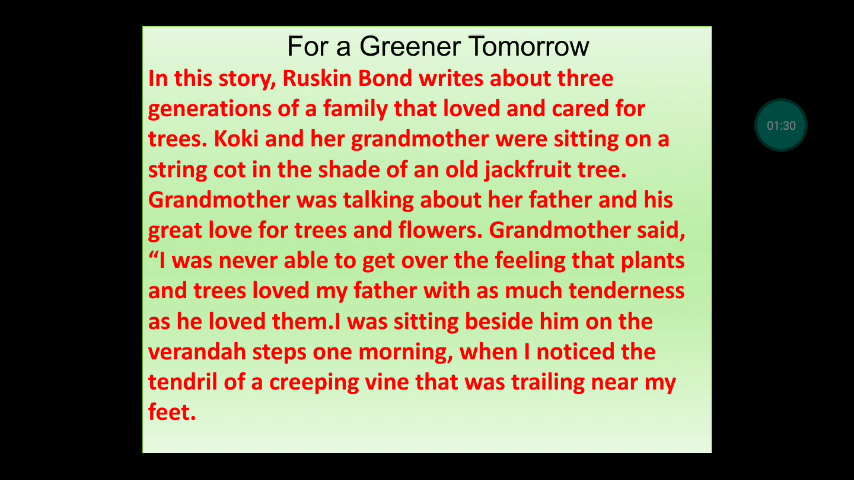 For a Greener Tomorrow
In this story, Ruskin Bond writes about three
generations of a family that loved and cared for
trees. Koki and her grandmother were sitting on a
string cot in the shade of an old jackfruit tree.
Grandmother was talking about her father and his
great love for trees and flowers. Grandmother said,
“I was never able to get over the feeling that plants
and trees loved my father with as much tenderness
as he loved them.I was sitting beside him on the
verandah steps one morning, when I noticed the
tendril of a creeping vine that was trailing near my
feet.
01:30